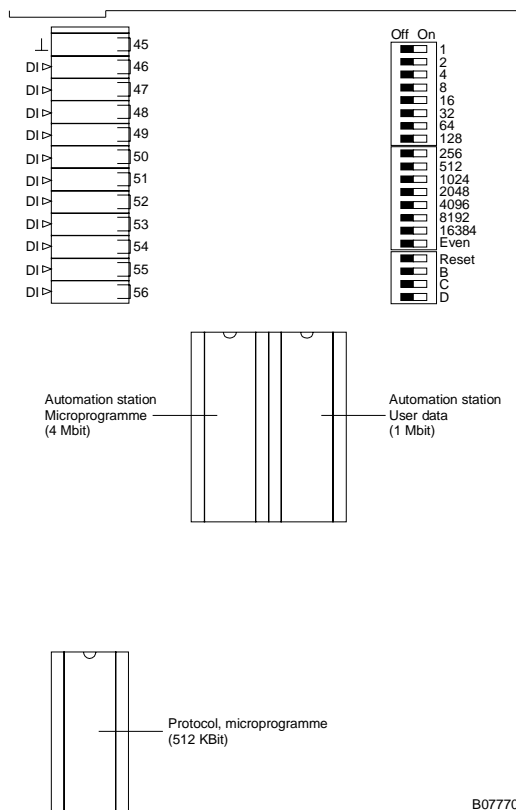 45
DI 46
DI 47
DI 48
DI 49
DI 50
DI 51
DI 52
DI 53
DI 54
DI 55
DI 56
Off On
1
2
4
8
16
32
64
128
256
512
1024
2048
4096
8192
16384
Even
Reset
B
C
D
Automation station
Microprogramme
(4 Mbit)
Automation station
User data
(1 Mbit)
Protocol, microprogramme
(512 KBit)
B07770